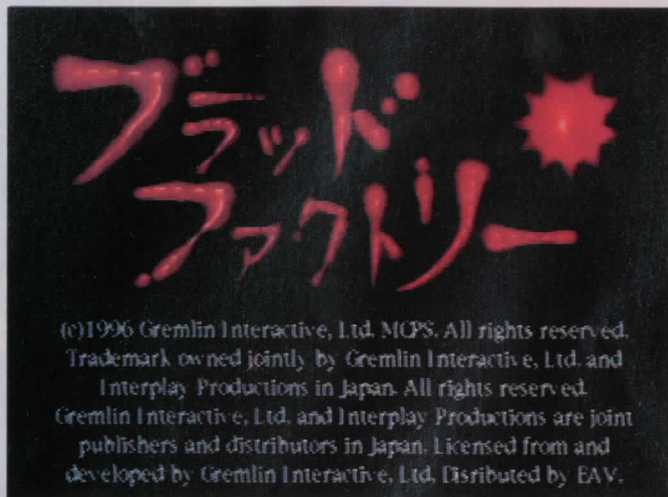 ブラッド
ファクトリー
(c)1996 Gremlin Interactive, Ltd. MCPS. All rights reserved.
Trademark owned jointly by Gremlin Interactive, Ltd. and
Interplay Productions in Japan. All rights reserved.
Gremlin Interactive, Ltd. and Interplay Productions are joint
publishers and distributors in Japan. Licensed from and
developed by Gremlin Interactive, Ltd. Disributed by EAV.